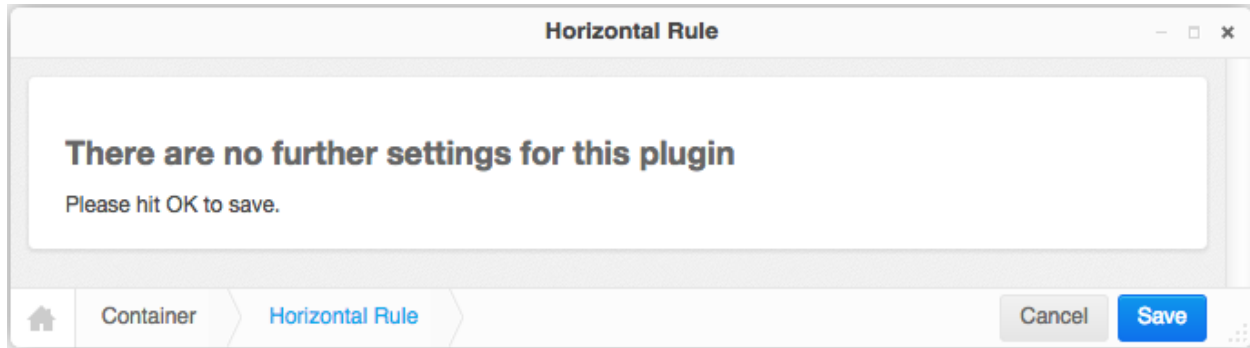 Horizontal Rule
There are no further settings for this plugin
Please hit OK to save.
Container Horizontal Rule Cancel Save